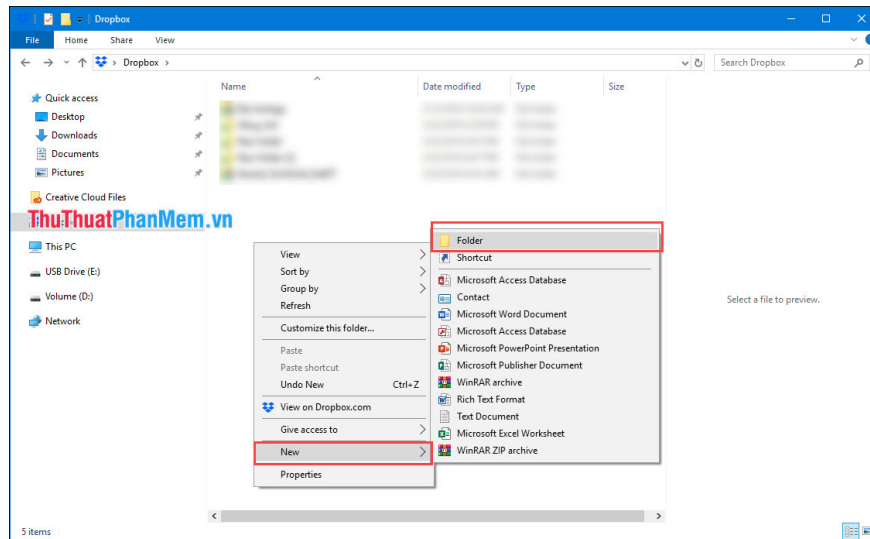 Dropbox
File Home Share View
Dropbox
Search Dropbox
Name Date modified Type Size
Quick access
Desktop
Downloads
Documents
Pictures
Creative Cloud Files
ThuThuatPhanMem.vn
This PC
USB Drive (E:)
Volume (D:)
Network
View
Sort by
Group by
Refresh
Customize this folder...
Paste
Paste shortcut
Undo New Ctrl+Z
View on Dropbox.com
Give access to
New
Properties
Folder
Shortcut
Microsoft Access Database
Contact
Microsoft Word Document
Microsoft Access Database
Microsoft PowerPoint Presentation
Microsoft Publisher Document
WinRAR archive
Rich Text Format
Text Document
Microsoft Excel Worksheet
WinRAR ZIP archive
Select a file to preview.
5 items